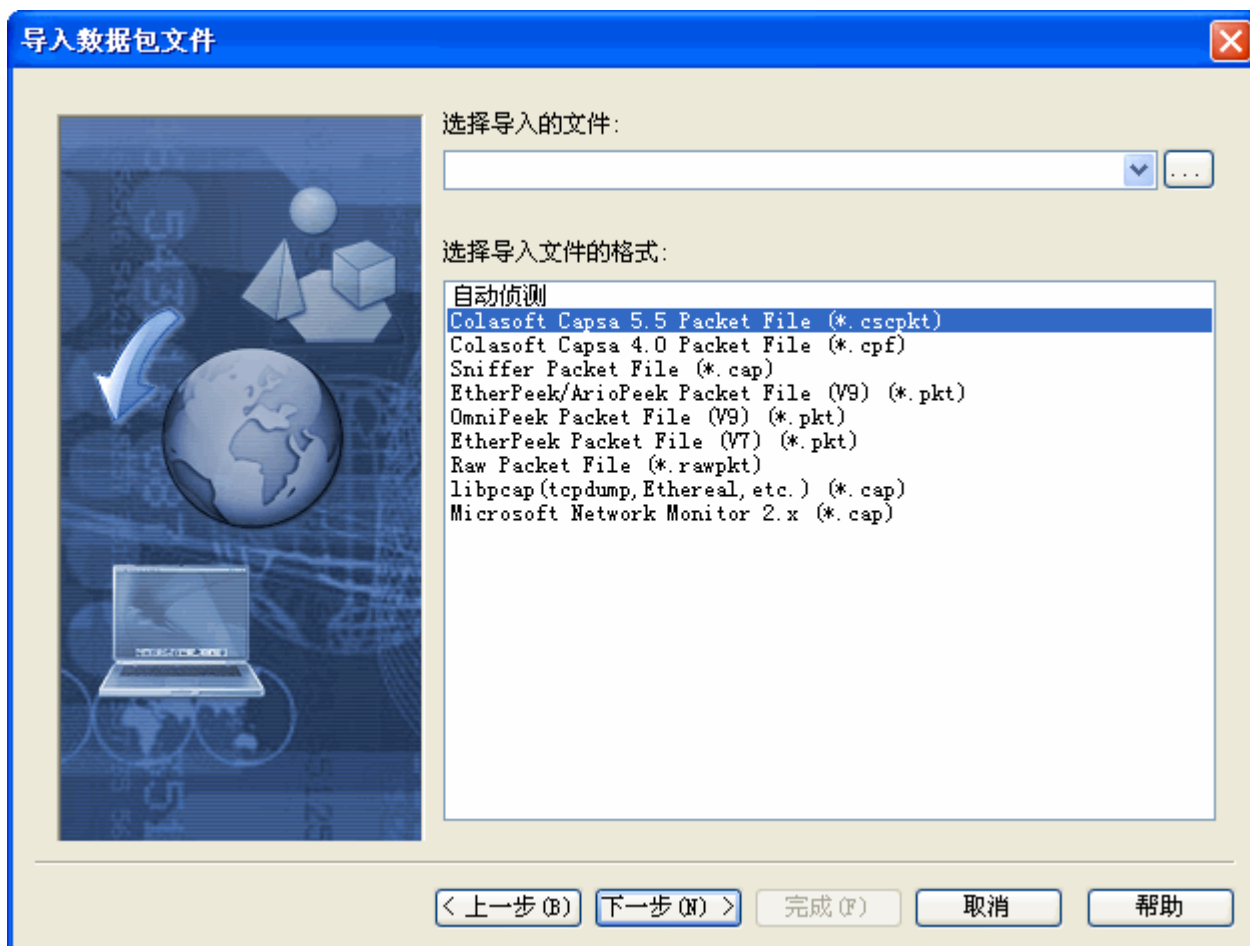 导入数据包文件
选择导入的文件:
...
选择导入文件的格式:
自动侦测
Colasoft Capsa 5.5 Packet File (*.cscpkt)
Colasoft Capsa 4.0 Packet File (*.cpf)
Sniffer Packet File (*.cap)
EtherPeek/ArioPeek Packet File (V9) (*.pkt)
OmniPeek Packet File (V9) (*.pkt)
EtherPeek Packet File (V7) (*.pkt)
Raw Packet File (*.rawpkt)
libpcap(tcpdump,Ethereal,etc.) (*.cap)
Microsoft Network Monitor 2.x (*.cap)
< 上一步(B) 下一步(N) > 完成(F) 取消 帮助